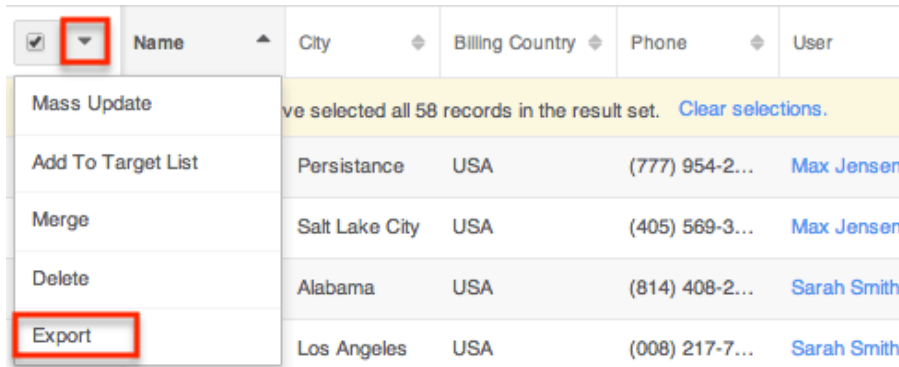 Name City Billing Country Phone User
Mass Update
ve selected all 58 records in the result set. Clear selections.
Add To Target List Persistance USA (777) 954-2... Max Jensen
Merge Salt Lake City USA (405) 569-3... Max Jensen
Delete Alabama USA (814) 408-2... Sarah Smith
Export Los Angeles USA (008) 217-7... Sarah Smith